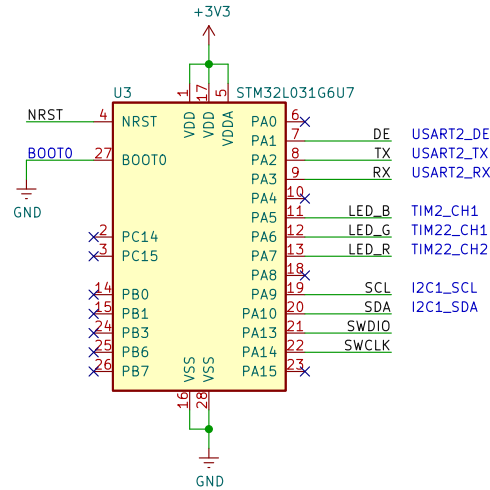 +3V3
U3 STM32L031G6U7
1 17 5
VDD VDD VDDA
NRST 4 NRST PA0 6
PA1 7 DE USART2_DE
BOOT0 27 BOOT0 PA2 8 TX USART2_TX
PA3 9 RX USART2_RX
GND PA4 10
PA5 11 LED_B TIM2_CH1
2 PC14 PA6 12 LED_G TIM22_CH1
3 PC15 PA7 13 LED_R TIM22_CH2
PA8 18
14 PB0 PA9 19 SCL I2C1_SCL
15 PB1 PA10 20 SDA I2C1_SDA
24 PB3 PA13 21 SWDIO
25 PB6 PA14 22 SWCLK
26 PB7 PA15 23
VSS VSS
16 28
GND